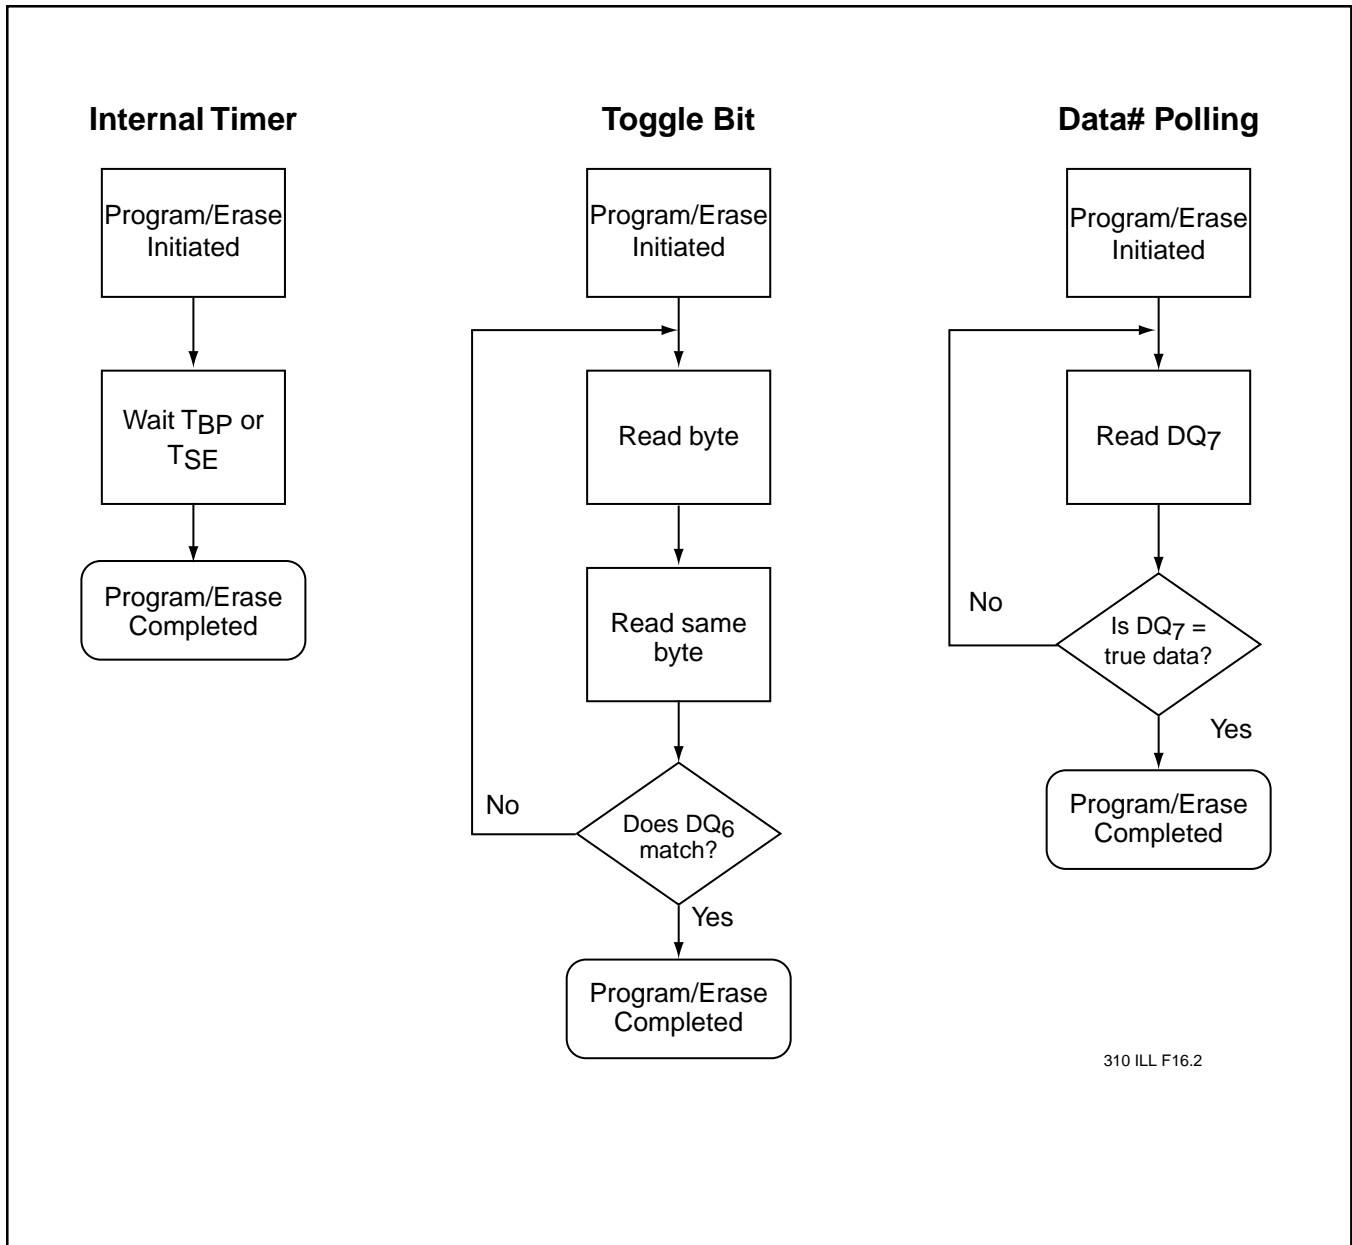 Internal Timer
Program/Erase
Initiated
Wait TBP or
TSE
Program/Erase
Completed
Toggle Bit
Program/Erase
Initiated
Read byte
Read same
byte
No
Does DQ6
match?
Yes
Program/Erase
Completed
Data# Polling
Program/Erase
Initiated
Read DQ7
No
Is DQ7 =
true data?
Yes
Program/Erase
Completed
310 ILL F16.2